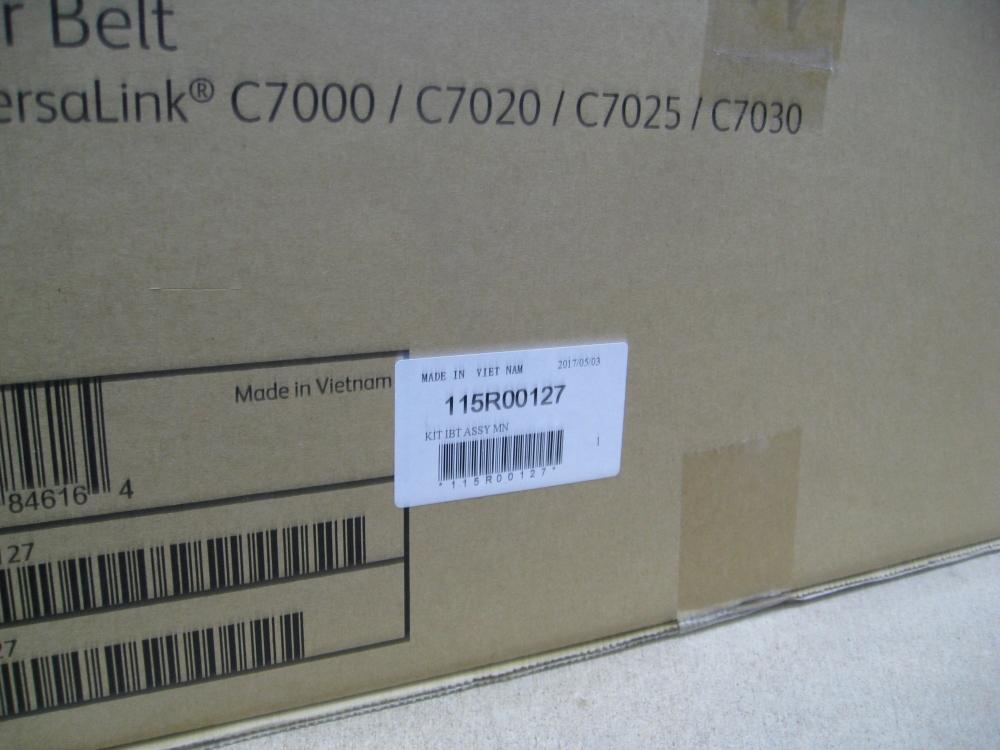 r Belt
ersaLink® C7000 / C7020 / C7025 / C7030
Made in Vietnam
MADE IN VIET NAM 2017/05/03
115R00127
KIT IBT ASSY MN
1
*115R00127*
84616 4
127
27